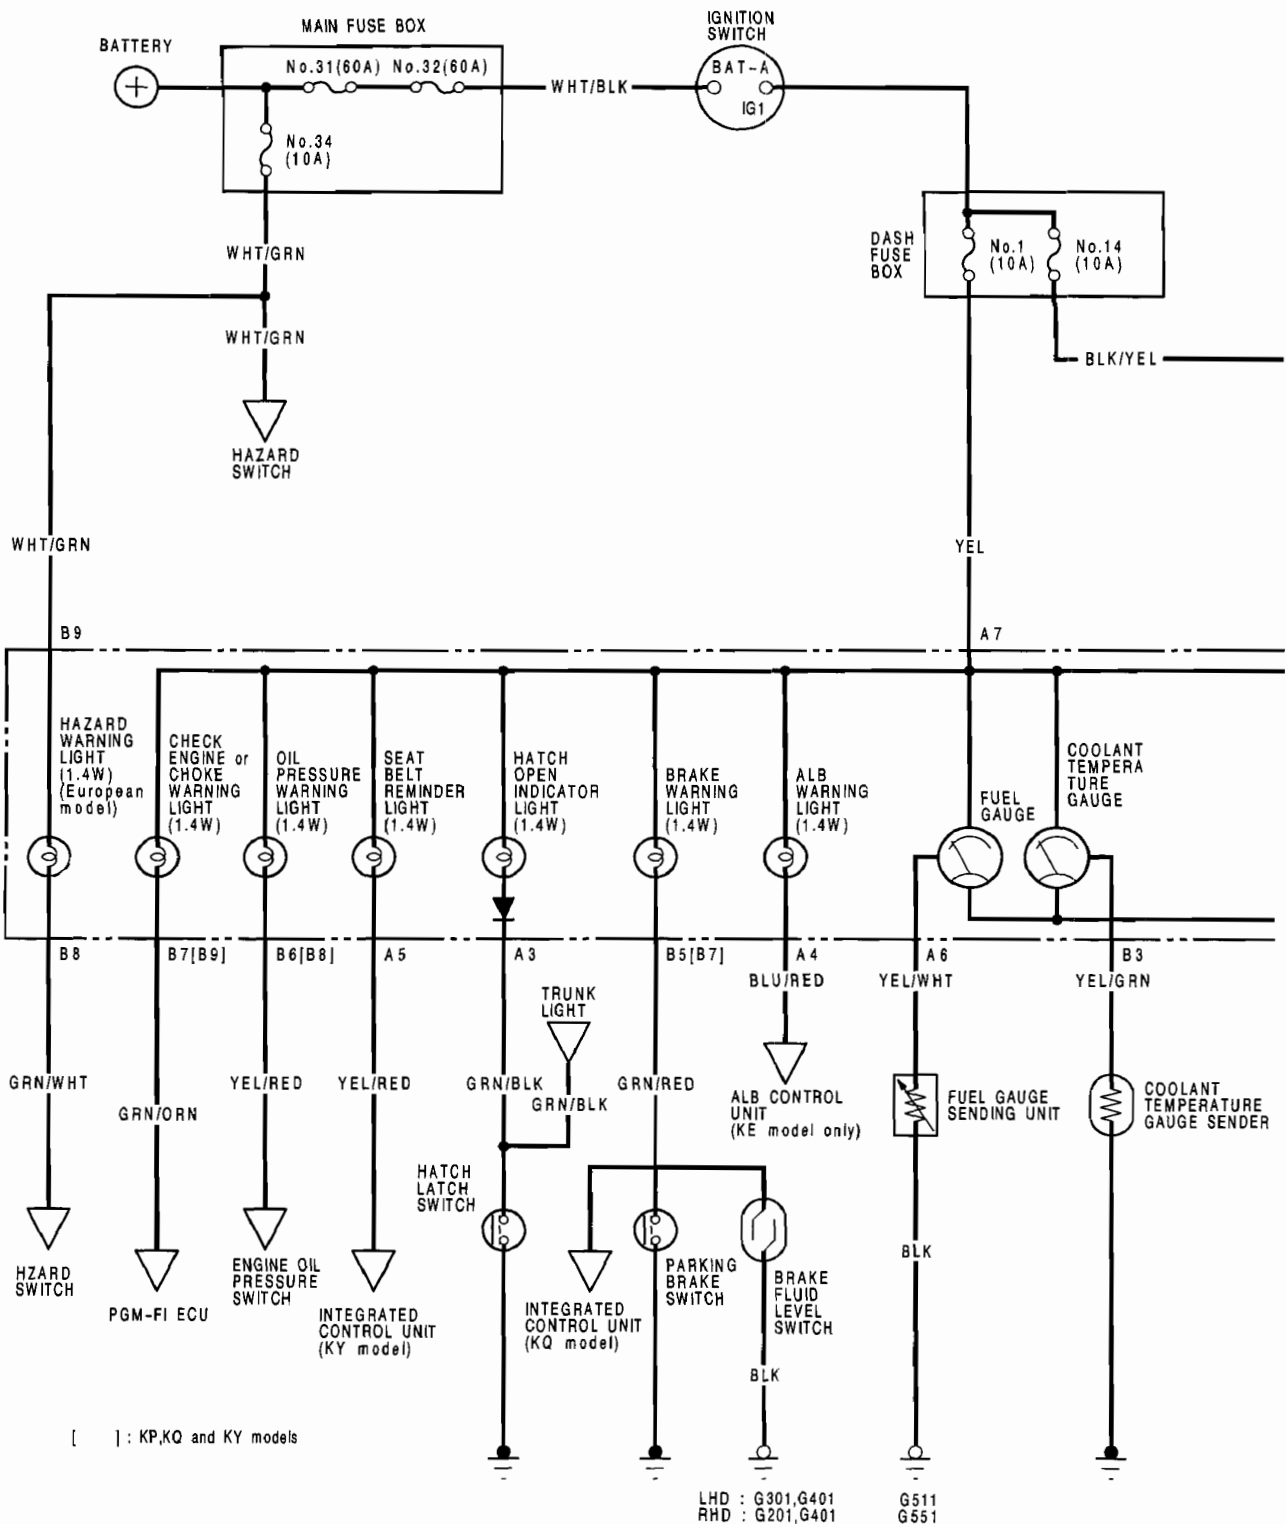 IGNITION
SWITCH
MAIN FUSE BOX
BATTERY
No.31(60A) No.32(60A)
BAT-A
WHT/BLK
IG1
No.34
(10A)
WHT/GRN
DASH
FUSE
BOX
No.1
(10A)
No.14
(10A)
WHT/GRN
BLK/YEL
HAZARD
SWITCH
WHT/GRN
YEL
B9
A7
HAZARD
WARNING
LIGHT
(1.4W)
(European
model)
CHECK
ENGINE or
CHOKE
WARNING
LIGHT
(1.4W)
OIL
PRESSURE
WARNING
LIGHT
(1.4W)
SEAT
BELT
REMINDER
LIGHT
(1.4W)
HATCH
OPEN
INDICATOR
LIGHT
(1.4W)
BRAKE
WARNING
LIGHT
(1.4W)
ALB
WARNING
LIGHT
(1.4W)
FUEL
GAUGE
COOLANT
TEMPERA
TURE
GAUGE
B8
B7[B9]
B6[B8]
A5
A3
B5[B7]
A4
A6
B3
BLU/RED
YEL/WHT
YEL/GRN
TRUNK
LIGHT
GRN/WHT
GRN/ORN
YEL/RED
YEL/RED
GRN/BLK
GRN/BLK
GRN/RED
ALB CONTROL
UNIT
(KE model only)
FUEL GAUGE
SENDING UNIT
COOLANT
TEMPERATURE
GAUGE SENDER
HATCH
LATCH
SWITCH
BLK
HZARD
SWITCH
PGM-FI ECU
ENGINE OIL
PRESSURE
SWITCH
INTEGRATED
CONTROL UNIT
(KY model)
INTEGRATED
CONTROL UNIT
(KQ model)
PARKING
BRAKE
SWITCH
BRAKE
FLUID
LEVEL
SWITCH
BLK
[ ] : KP,KQ and KY models
LHD : G301,G401
RHD : G201,G401
G511
G551